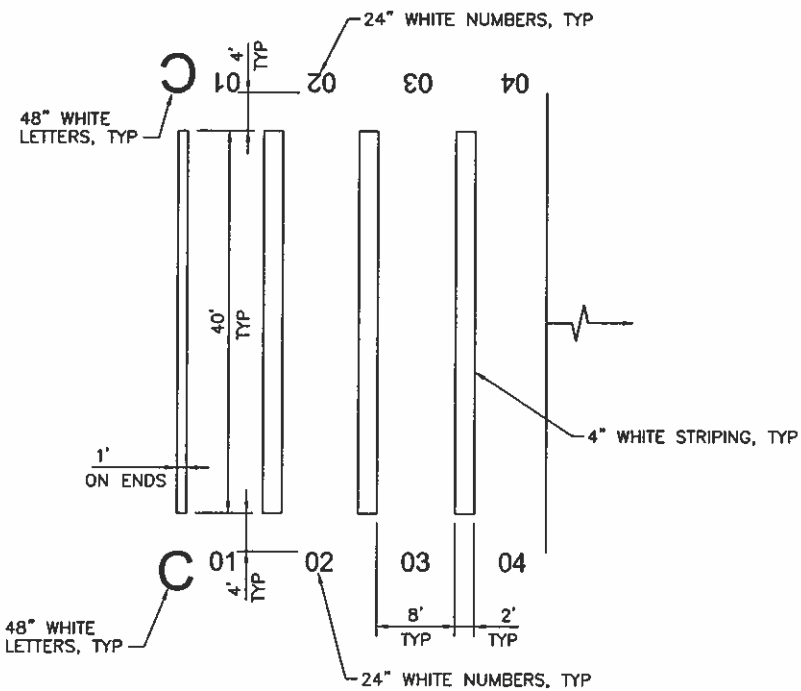 24" WHITE NUMBERS, TYP
4'
TYP
C 01 02 03 04
48" WHITE
LETTERS, TYP
40'
TYP
1'
ON ENDS
4" WHITE STRIPING, TYP
C 01 02 03 04
4'
TYP
8'
TYP
2'
TYP
48" WHITE
LETTERS, TYP
24" WHITE NUMBERS, TYP